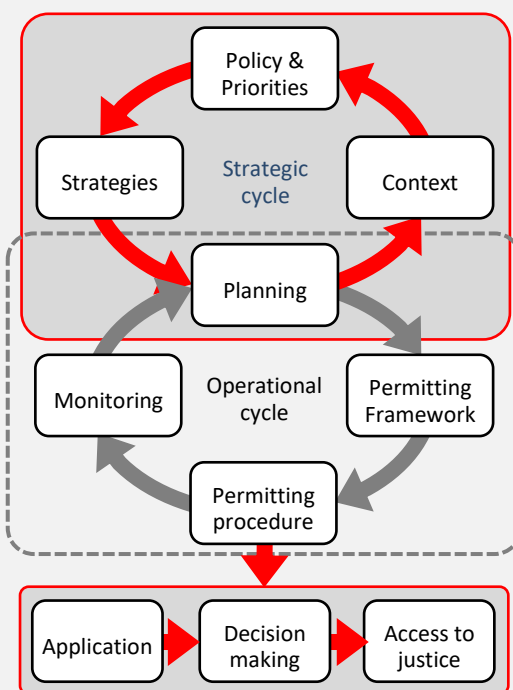 Policy &
Priorities
Strategies
Strategic
cycle
Context
Planning
Monitoring
Operational
cycle
Permitting
Framework
Permitting
procedure
Application
Decision
making
Access to
justice